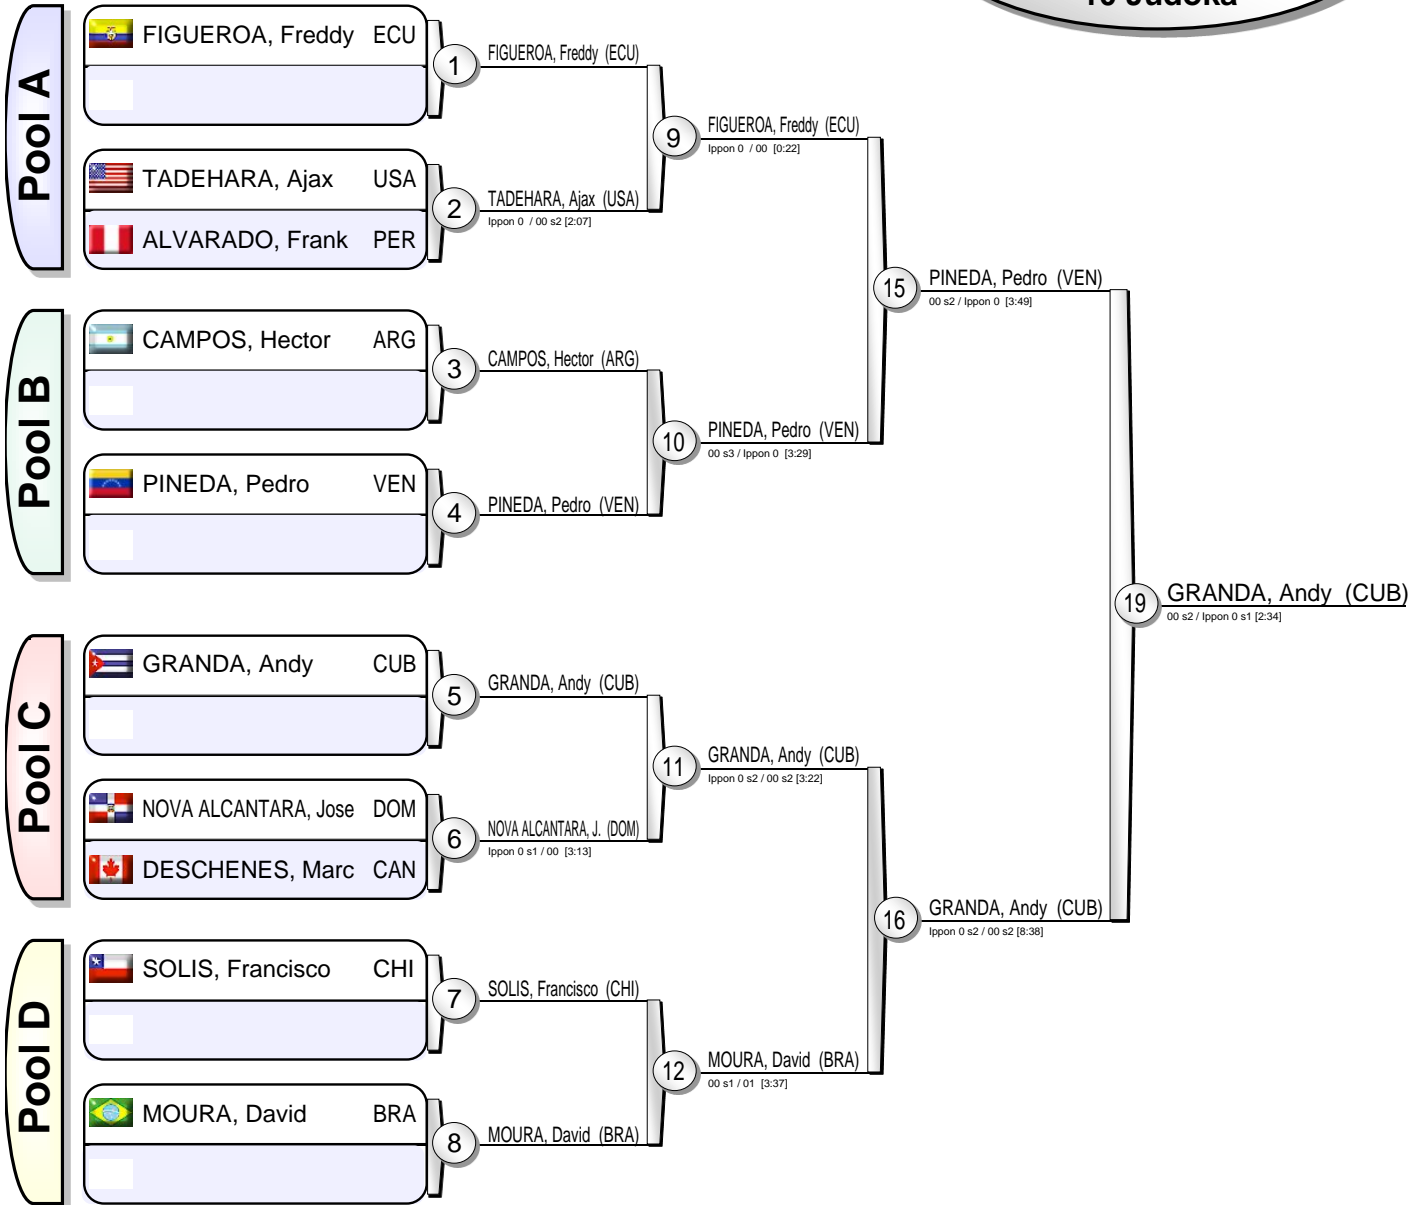 10 Judoka
Pool A
FIGUEROA, Freddy ECU
TADEHARA, Ajax USA
ALVARADO, Frank PER
Pool B
CAMPOS, Hector ARG
PINEDA, Pedro VEN
Pool C
GRANDA, Andy CUB
NOVA ALCANTARA, Jose DOM
DESCHENES, Marc CAN
Pool D
SOLIS, Francisco CHI
MOURA, David BRA
1
FIGUEROA, Freddy (ECU)
2
TADEHARA, Ajax (USA)
Ippon 0 / 00 s2 [2:07]
3
CAMPOS, Hector (ARG)
4
PINEDA, Pedro (VEN)
5
GRANDA, Andy (CUB)
6
NOVA ALCANTARA, J. (DOM)
Ippon 0 s1 / 00 [3:13]
7
SOLIS, Francisco (CHI)
8
MOURA, David (BRA)
9
FIGUEROA, Freddy (ECU)
Ippon 0 / 00 [0:22]
10
PINEDA, Pedro (VEN)
00 s3 / Ippon 0 [3:29]
11
GRANDA, Andy (CUB)
Ippon 0 s2 / 00 s2 [3:22]
12
MOURA, David (BRA)
00 s1 / 01 [3:37]
15
PINEDA, Pedro (VEN)
00 s2 / Ippon 0 [3:49]
16
GRANDA, Andy (CUB)
Ippon 0 s2 / 00 s2 [8:38]
19
GRANDA, Andy (CUB)
00 s2 / Ippon 0 s1 [2:34]